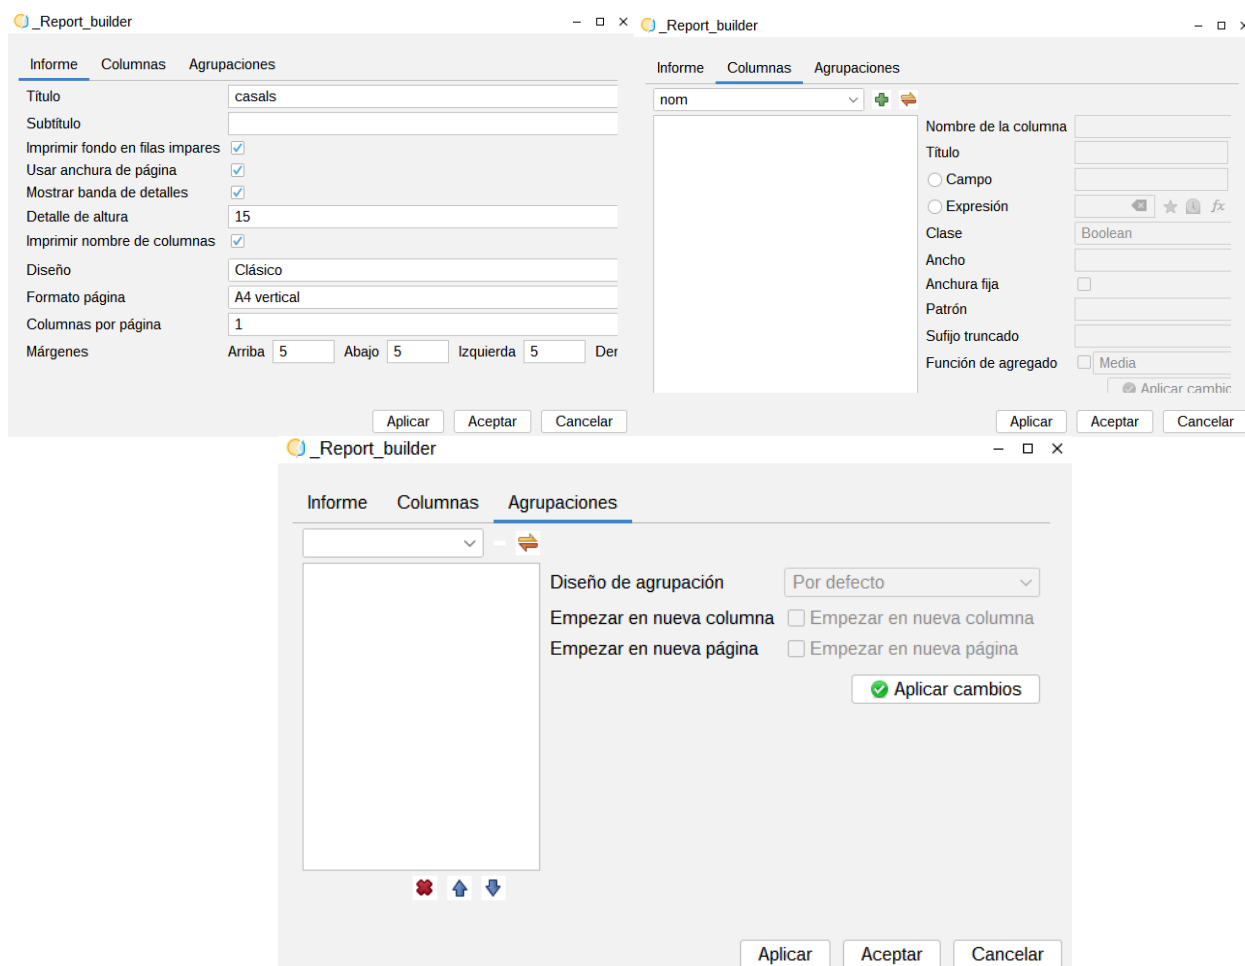 _Report_builder
Informe Columnas Agrupaciones
Título casals
Subtítulo
Imprimir fondo en filas impares
Usar anchura de página
Mostrar banda de detalles
Detalle de altura 15
Imprimir nombre de columnas
Diseño Clásico
Formato página A4 vertical
Columnas por página 1
Márgenes Arriba 5 Abajo 5 Izquierda 5 Der
Aplicar Aceptar Cancelar
_Report_builder
Informe Columnas Agrupaciones
nom
Nombre de la columna
Título
Campo
Expresión fx
Clase Boolean
Ancho
Anchura fija
Patrón
Sufijo truncado
Función de agregado Media
Aplicar cambio
Aplicar Aceptar Cancelar
_Report_builder
Informe Columnas Agrupaciones
Diseño de agrupación Por defecto
Empezar en nueva columna Empezar en nueva columna
Empezar en nueva página Empezar en nueva página
Aplicar cambios
Aplicar Aceptar Cancelar